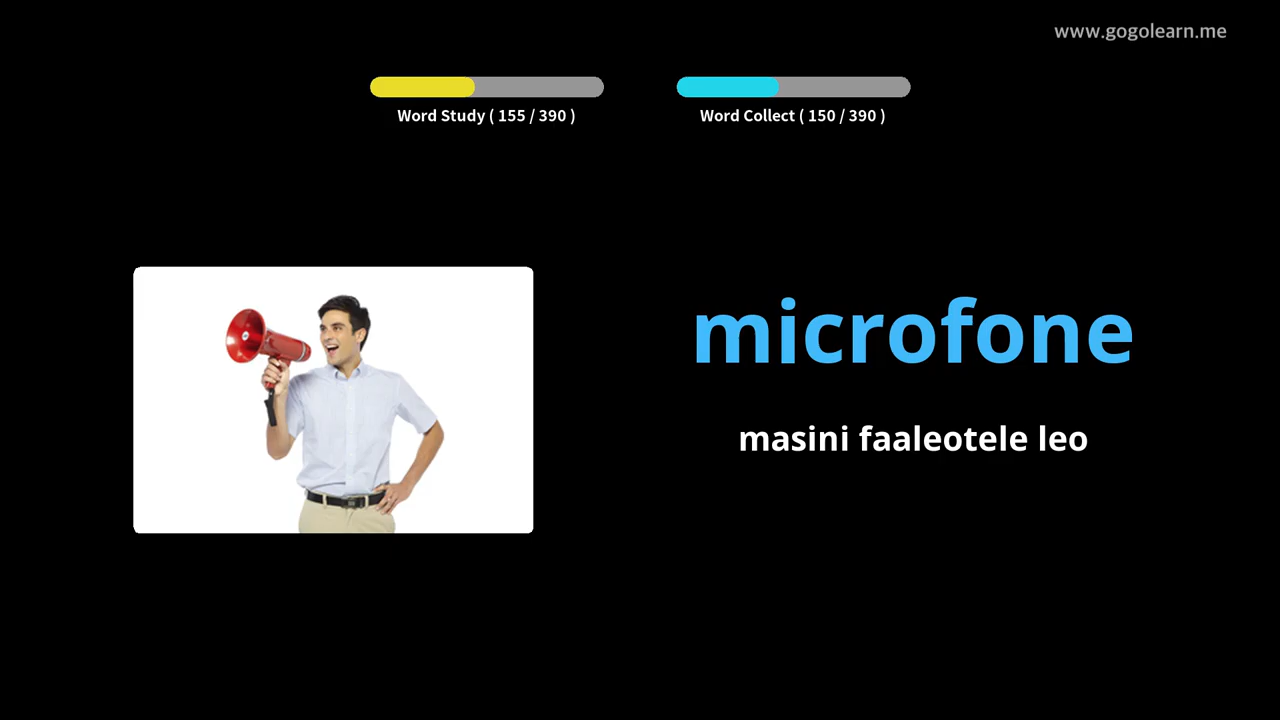 www.gogolearn.me
Word Study ( 155 / 390 )
Word Collect ( 150 / 390 )
microfone
masini faaleotele leo